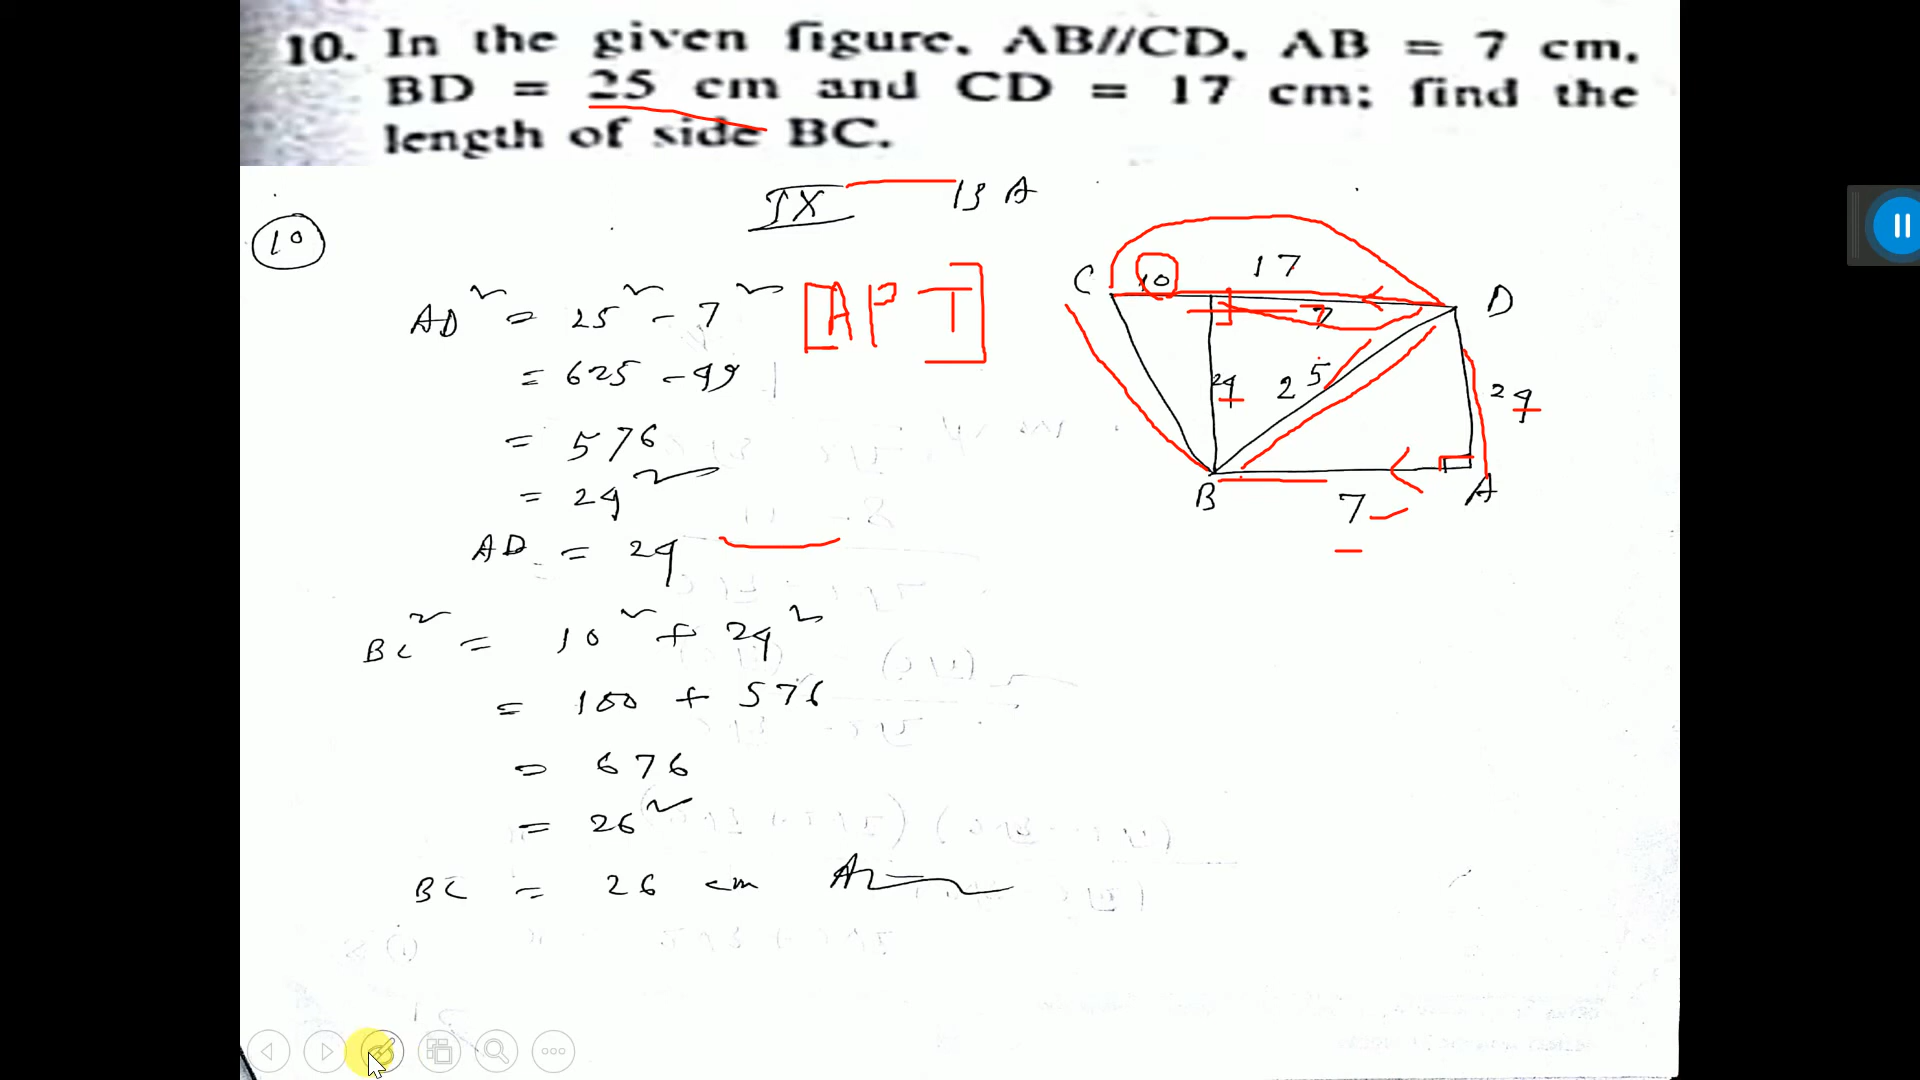 10. In the given figure, AB//CD, AB = 7 cm,
BD = 25 cm and CD = 17 cm; find the
length of side BC.
IX 13 A
10
AD² = 25² - 7² [APT]
= 625 - 49
= 576
= 24²
AD = 24
BC² = 10² + 24²
= 100 + 576
= 676
= 26²
BC = 26 cm
C 10 17 D
7
24 25 24
B 7 A